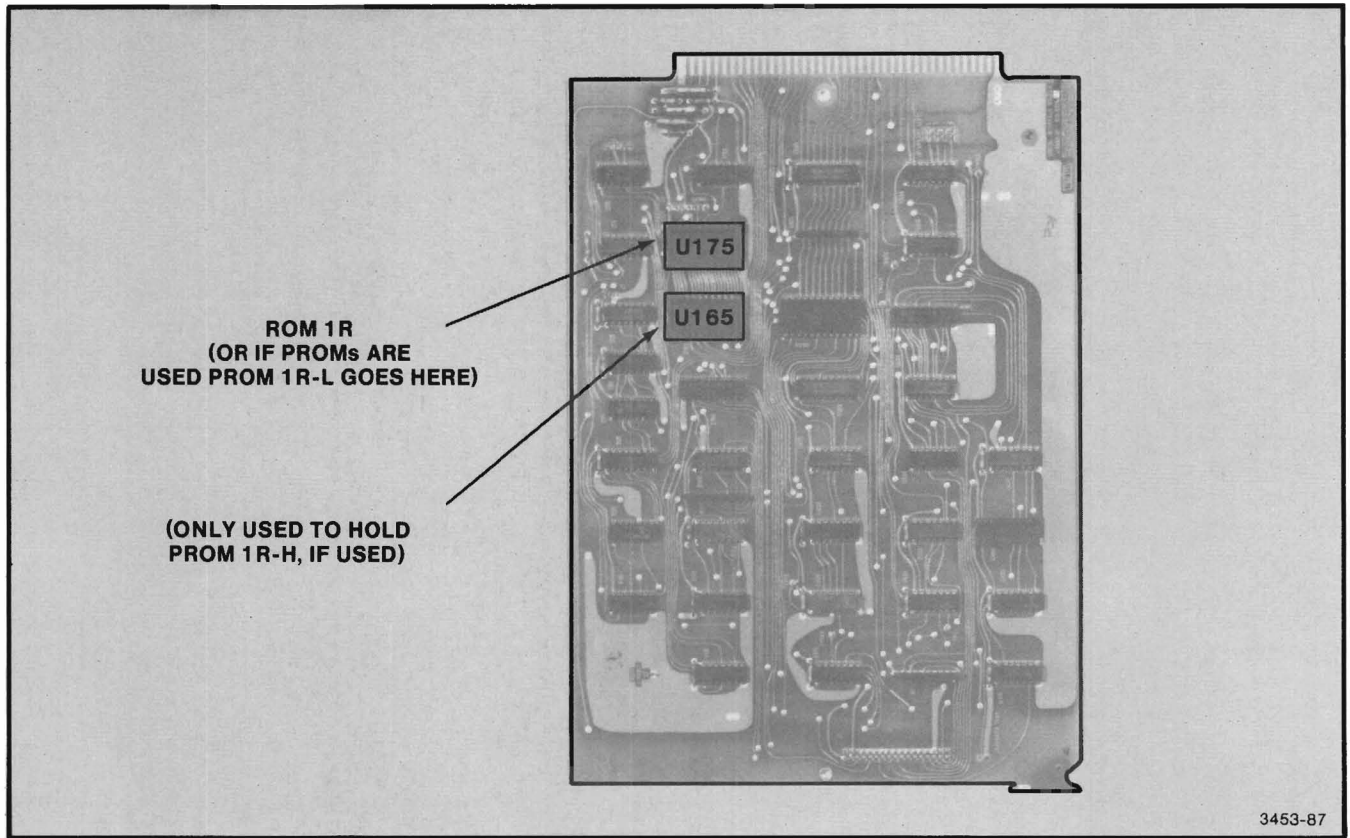 U175
U165
ROM 1R
(OR IF PROMs ARE
USED PROM 1R-L GOES HERE)
(ONLY USED TO HOLD
PROM 1R-H, IF USED)
3453-87